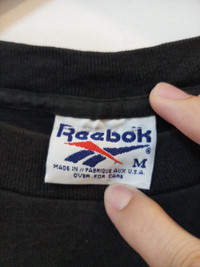 Reebok
® M
MADE IN // FABRIQUE AUX U.S.A.
OVER FOR CARE